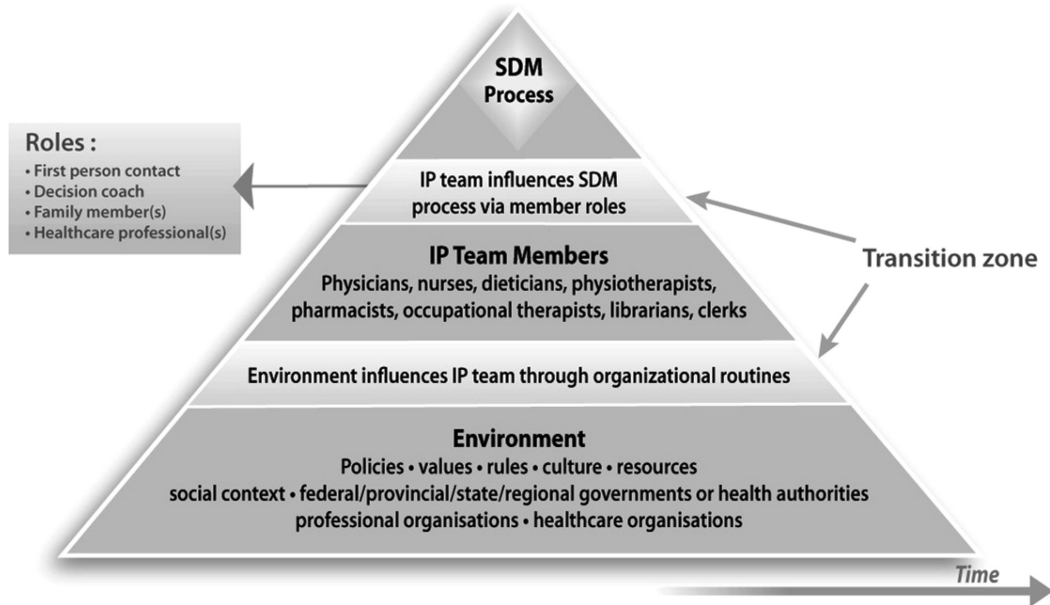 SDM
Process
Roles :
• First person contact
• Decision coach
• Family member(s)
• Healthcare professional(s)
IP team influences SDM
process via member roles
Transition zone
IP Team Members
Physicians, nurses, dieticians, physiotherapists,
pharmacists, occupational therapists, librarians, clerks
Environment influences IP team through organizational routines
Environment
Policies • values • rules • culture • resources
social context • federal/provincial/state/regional governments or health authorities
professional organisations • healthcare organisations
Time